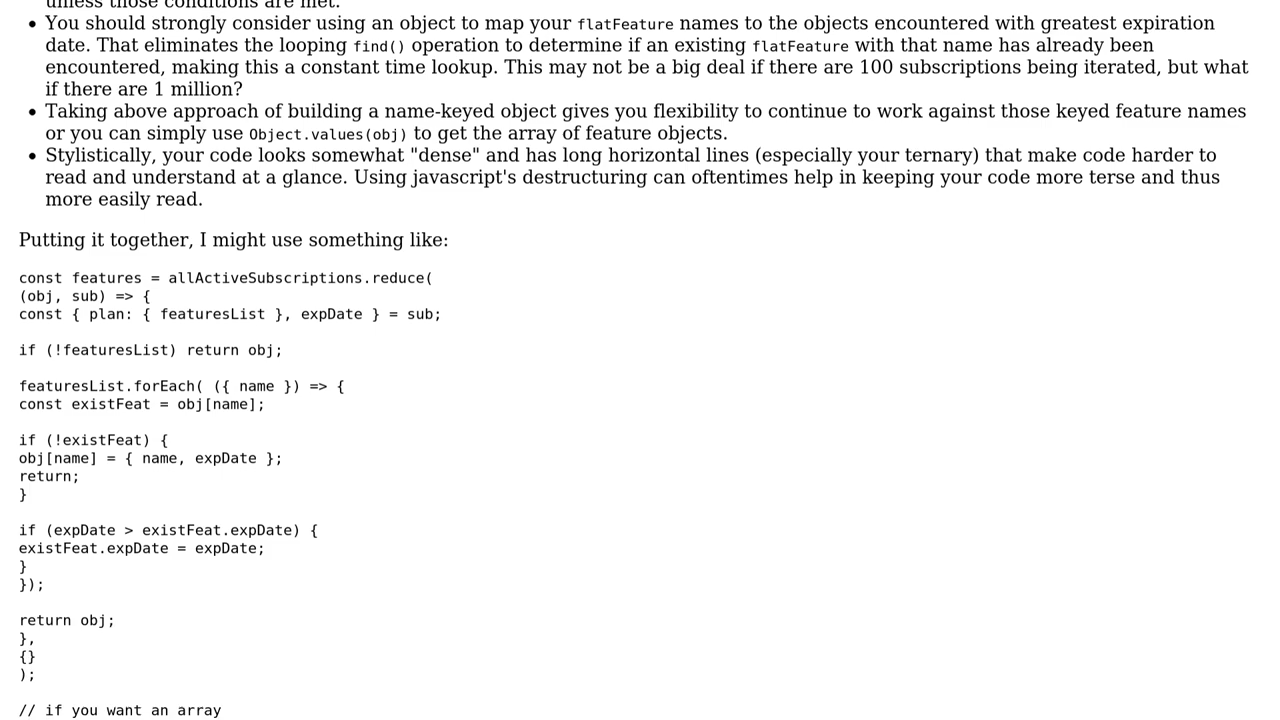 unless those conditions are met.
• You should strongly consider using an object to map your flatFeature names to the objects encountered with greatest expiration
date. That eliminates the looping find() operation to determine if an existing flatFeature with that name has already been
encountered, making this a constant time lookup. This may not be a big deal if there are 100 subscriptions being iterated, but what
if there are 1 million?
• Taking above approach of building a name-keyed object gives you flexibility to continue to work against those keyed feature names
or you can simply use Object.values(obj) to get the array of feature objects.
• Stylistically, your code looks somewhat "dense" and has long horizontal lines (especially your ternary) that make code harder to
read and understand at a glance. Using javascript's destructuring can oftentimes help in keeping your code more terse and thus
more easily read.
Putting it together, I might use something like:
const features = allActiveSubscriptions.reduce(
(obj, sub) => {
const { plan: { featuresList }, expDate } = sub;
if (!featuresList) return obj;
featuresList.forEach( ({ name }) => {
const existFeat = obj[name];
if (!existFeat) {
obj[name] = { name, expDate };
return;
}
if (expDate > existFeat.expDate) {
existFeat.expDate = expDate;
}
});
return obj;
},
{}
);
// if you want an array